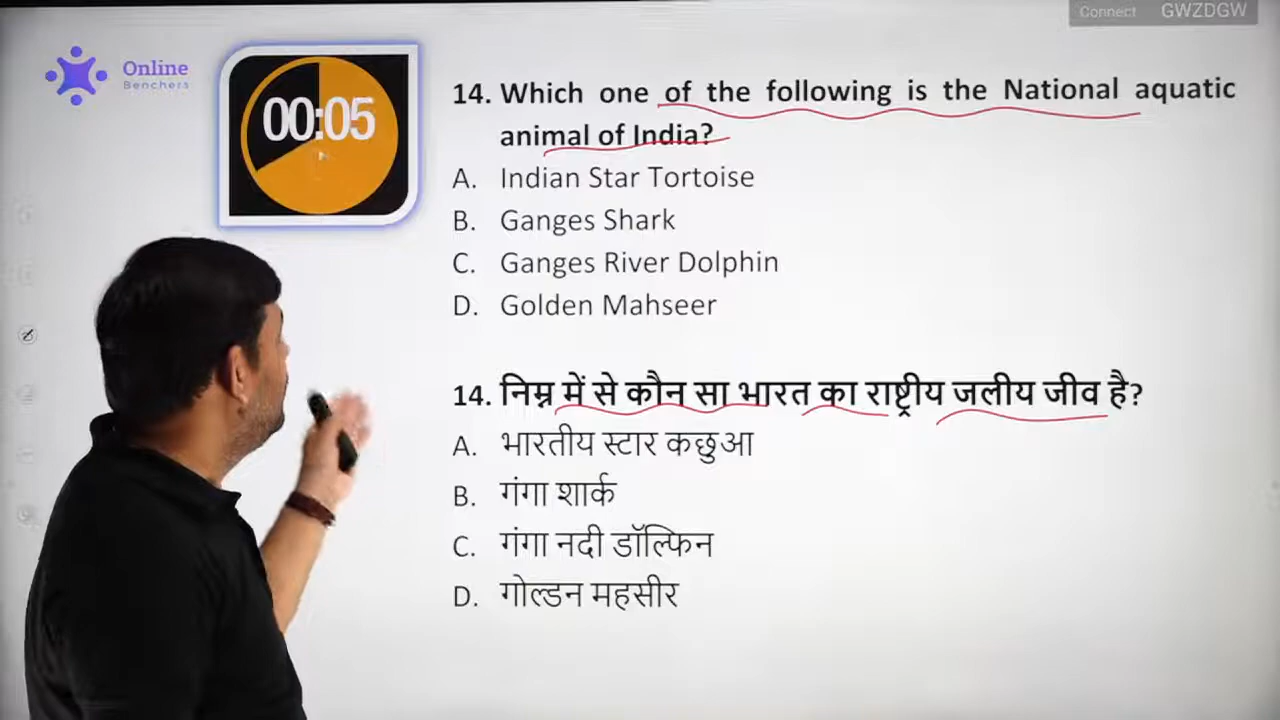 Connect GWZDGW
Online
Benchers
00:05
14. Which one of the following is the National aquatic
animal of India?
A. Indian Star Tortoise
B. Ganges Shark
C. Ganges River Dolphin
D. Golden Mahseer
14. निम्न में से कौन सा भारत का राष्ट्रीय जलीय जीव है?
A. भारतीय स्टार कछुआ
B. गंगा शार्क
C. गंगा नदी डॉल्फिन
D. गोल्डन महसीर